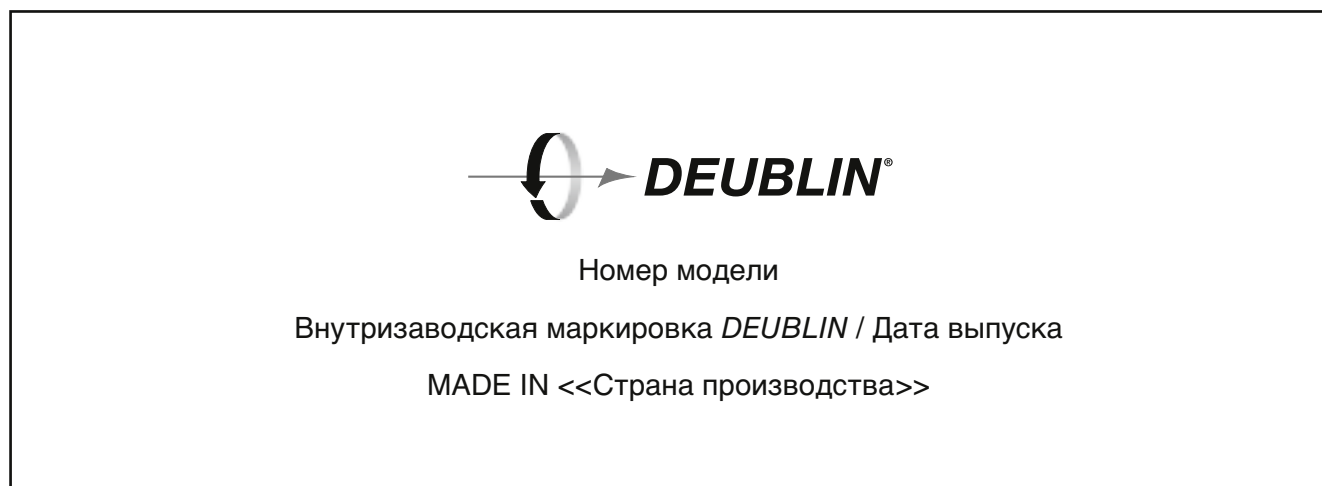 DEUBLIN®
Номер модели
Внутризаводская маркировка DEUBLIN / Дата выпуска
MADE IN <<Страна производства>>